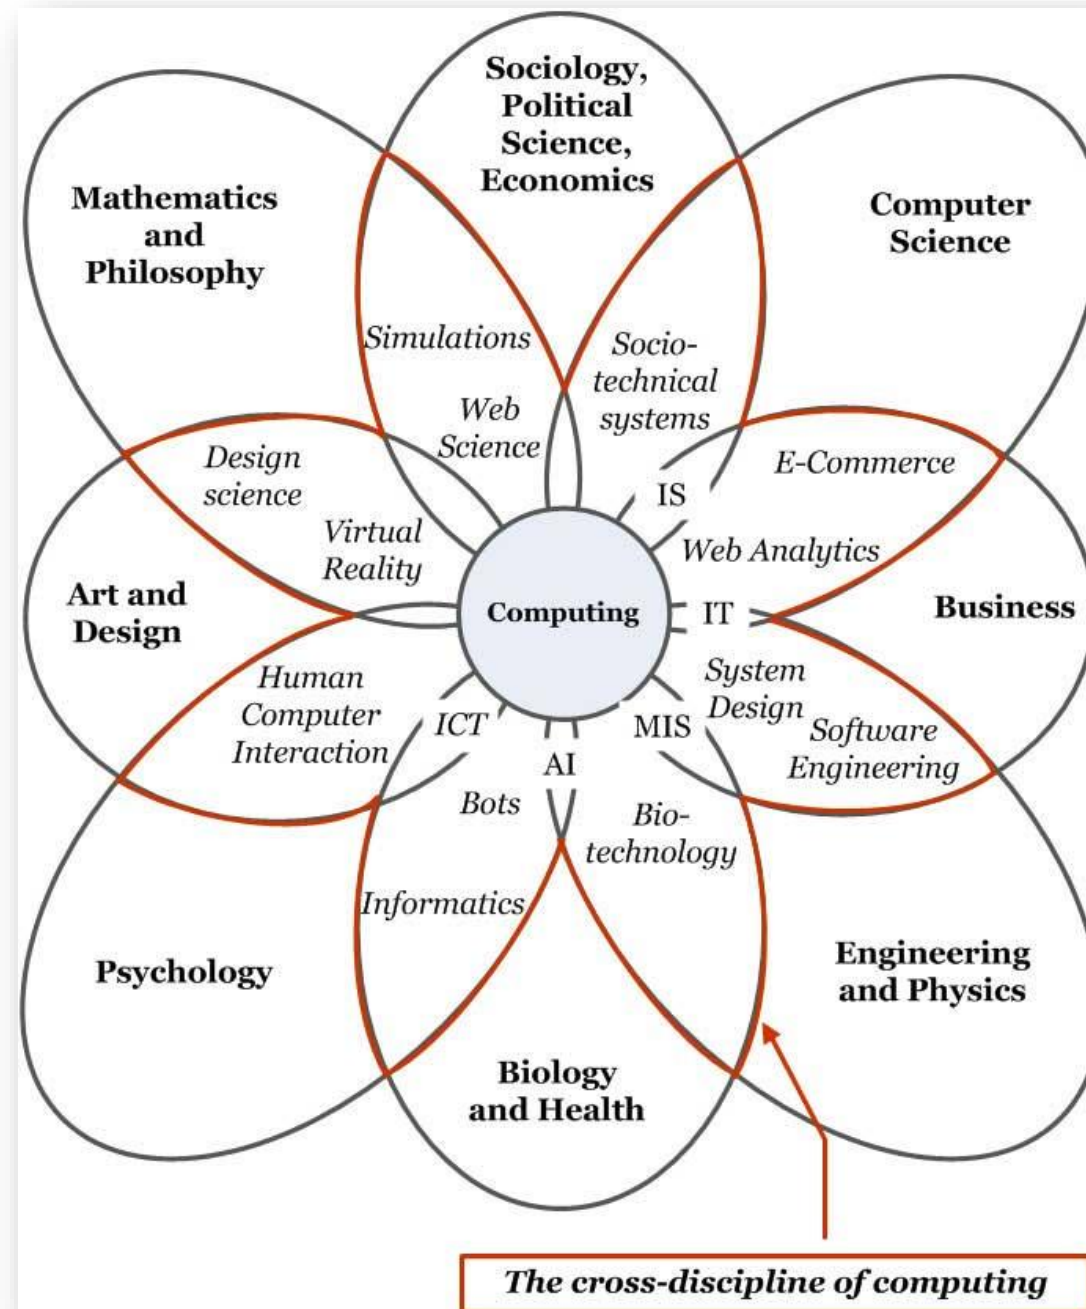 Sociology,
Political
Science,
Economics
Mathematics
and
Philosophy
Computer
Science
Simulations
Socio-
technical
systems
Web
Science
Design
science
E-Commerce
IS
Virtual
Reality
Web Analytics
Art and
Design
Computing
IT
Business
Human
Computer
Interaction
ICT
MIS
System
Design
Software
Engineering
AI
Bots
Bio-
technology
Informatics
Psychology
Engineering
and Physics
Biology
and Health
The cross-discipline of computing